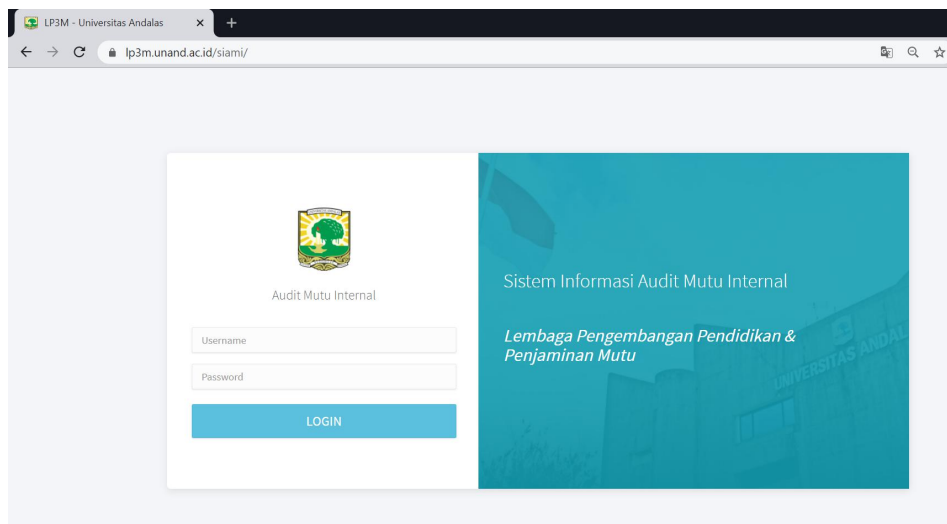 LP3M - Universitas Andalas
lp3m.unand.ac.id/siami/
Audit Mutu Internal
Username
Password
LOGIN
Sistem Informasi Audit Mutu Internal
Lembaga Pengembangan Pendidikan &
Penjaminan Mutu
UNIVERSITAS ANDAL